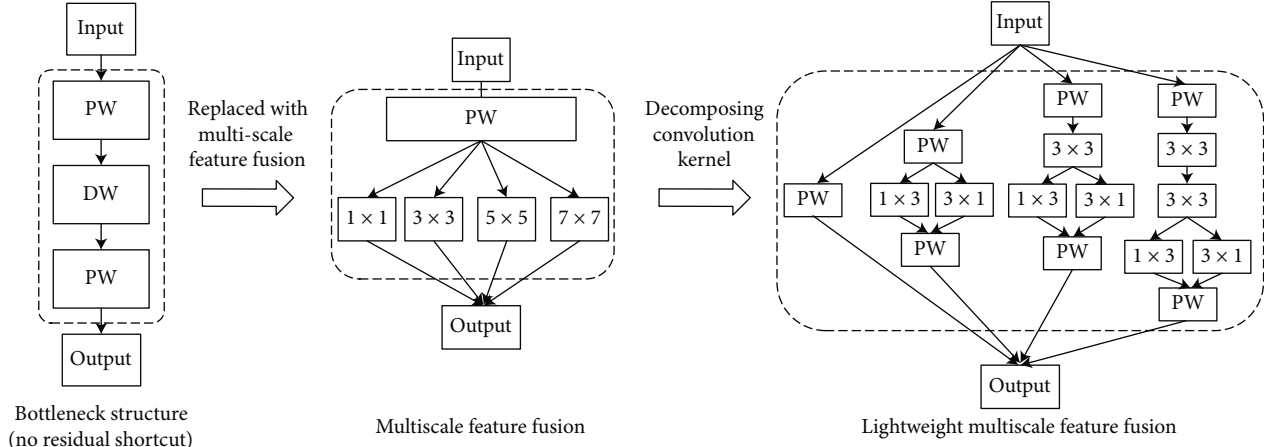 Input
PW
DW
PW
Output
Bottleneck structure
(no residual shortcut)
Replaced with
multi-scale
feature fusion
Input
PW
1 × 1 3 × 3 5 × 5 7 × 7
Output
Multiscale feature fusion
Decomposing
convolution
kernel
Input
PW PW
PW 3 × 3 3 × 3
PW 1 × 3 3 × 1 1 × 3 3 × 1 3 × 3
PW PW 1 × 3 3 × 1
PW
Output
Lightweight multiscale feature fusion